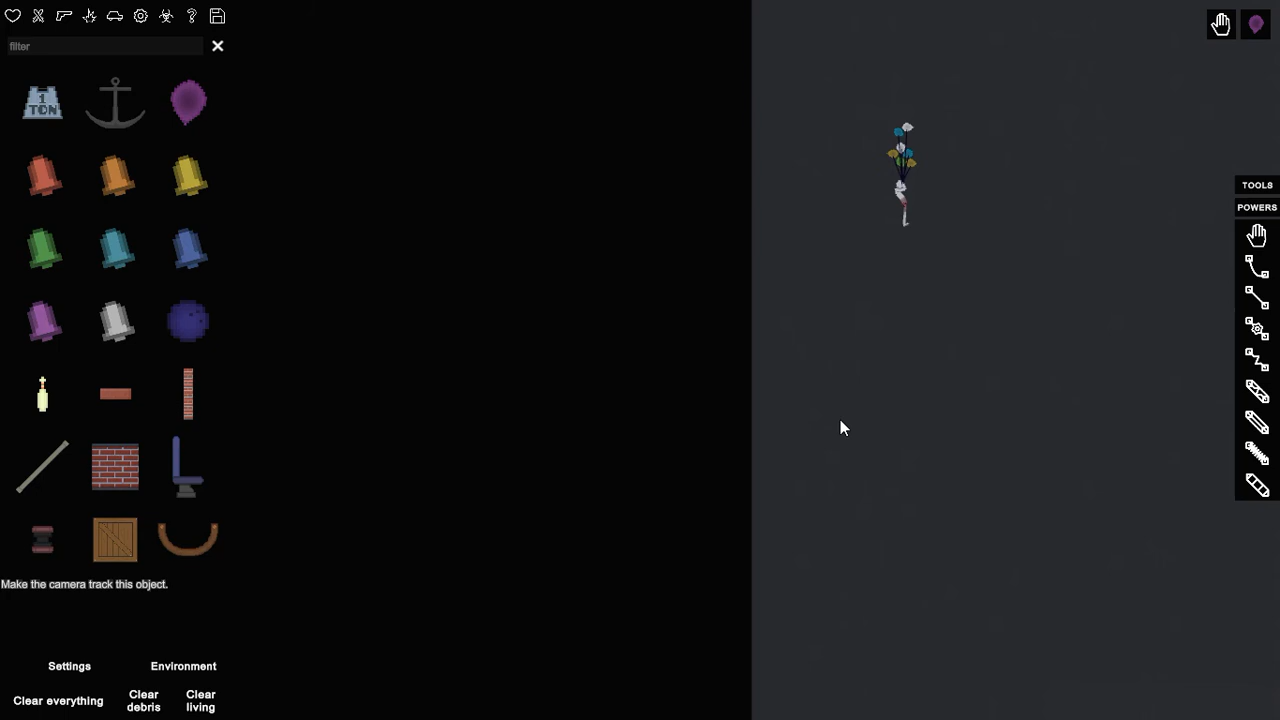 filter
1
TON
TOOLS
POWERS
Make the camera track this object.
Settings
Environment
Clear everything
Clear
debris
Clear
living